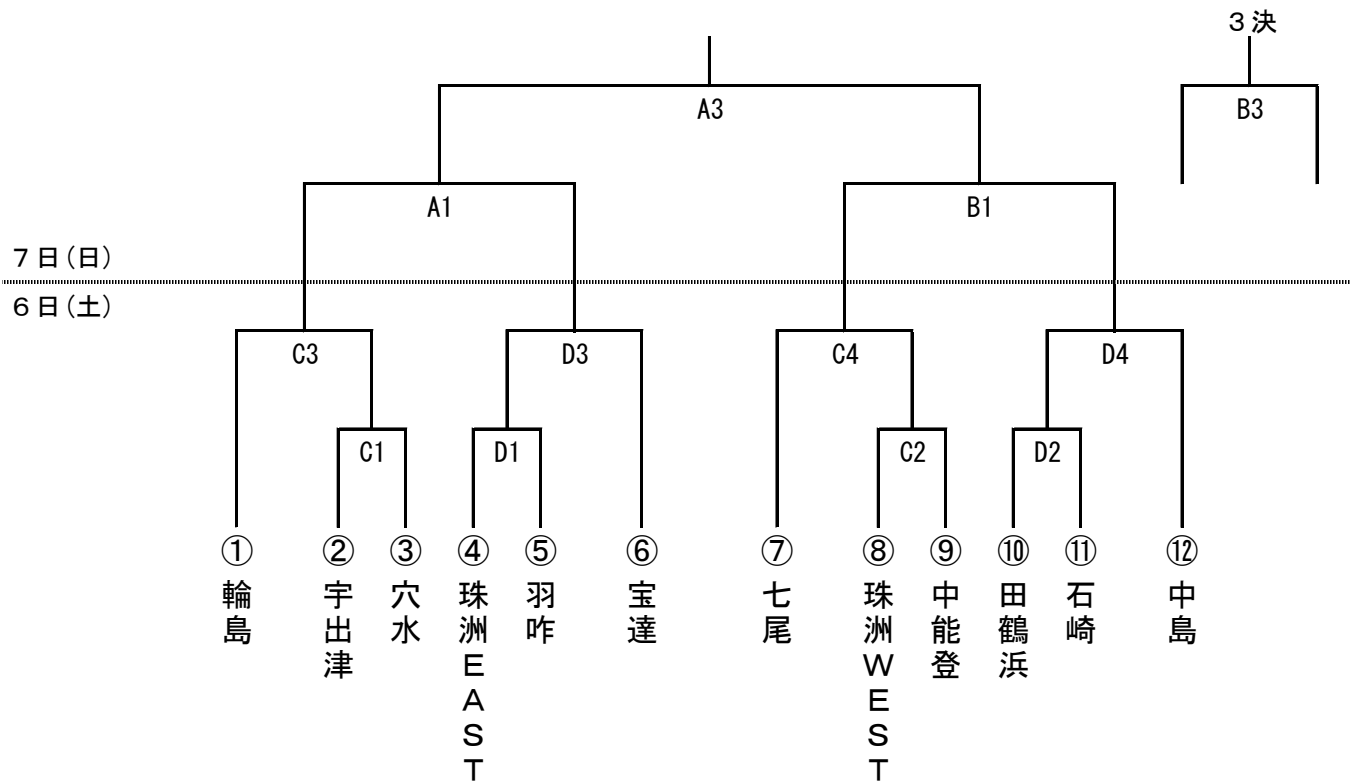 ３決
A3
B3
A1
B1
７日（日）
６日（土）
C3
D3
C4
D4
C1
D1
C2
D2
①
②
③
④
⑤
⑥
⑦
⑧
⑨
⑩
⑪
⑫
輪島
宇出津
穴水
珠洲ＥＡＳＴ
羽咋
宝達
七尾
珠洲ＷＥＳＴ
中能登
田鶴浜
石崎
中島